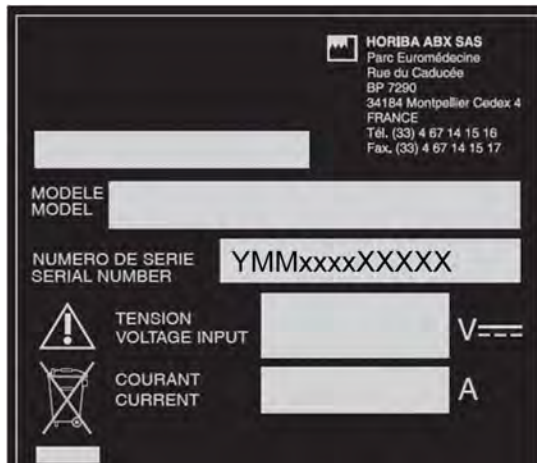 HORIBA ABX SAS
Parc Euromédecine
Rue du Caducée
BP 7290
34184 Montpellier Cedex 4
FRANCE
Tél. (33) 4 67 14 15 16
Fax. (33) 4 67 14 15 17
MODELE
MODEL
NUMERO DE SERIE
SERIAL NUMBER
YMMxxxxXXXXX
TENSION
VOLTAGE INPUT
V
COURANT
CURRENT
A